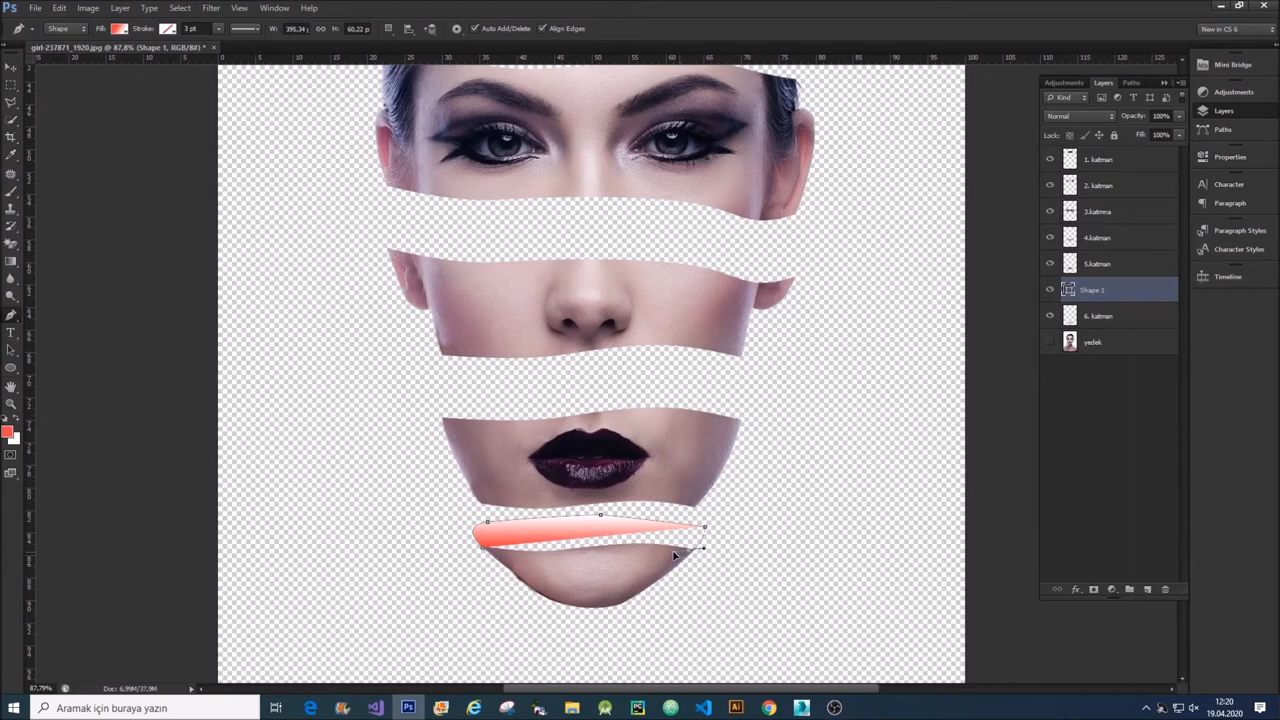 Ps File Edit Image Layer Type Select Filter View Window Help
Shape Fill: Stroke: 3 pt W: 395,34 H: 60,22 p Auto Add/Delete Align Edges New in CS 6
girl-237871_1920.jpg @ 87,8% (Shape 1, RGB/8#) *
Mini Bridge
Adjustments
Layers
Paths
Properties
Character
Paragraph
Paragraph Styles
Character Styles
Timeline
Adjustments Layers Paths
Kind
Normal Opacity: 100%
Lock: Fill: 100%
1. katman
2. katman
3.katmna
4.katman
5.katman
Shape 1
6. katman
yedek
87,79% Doc: 6,99M/37,9M
Aramak için buraya yazın
12:20
19.04.2020